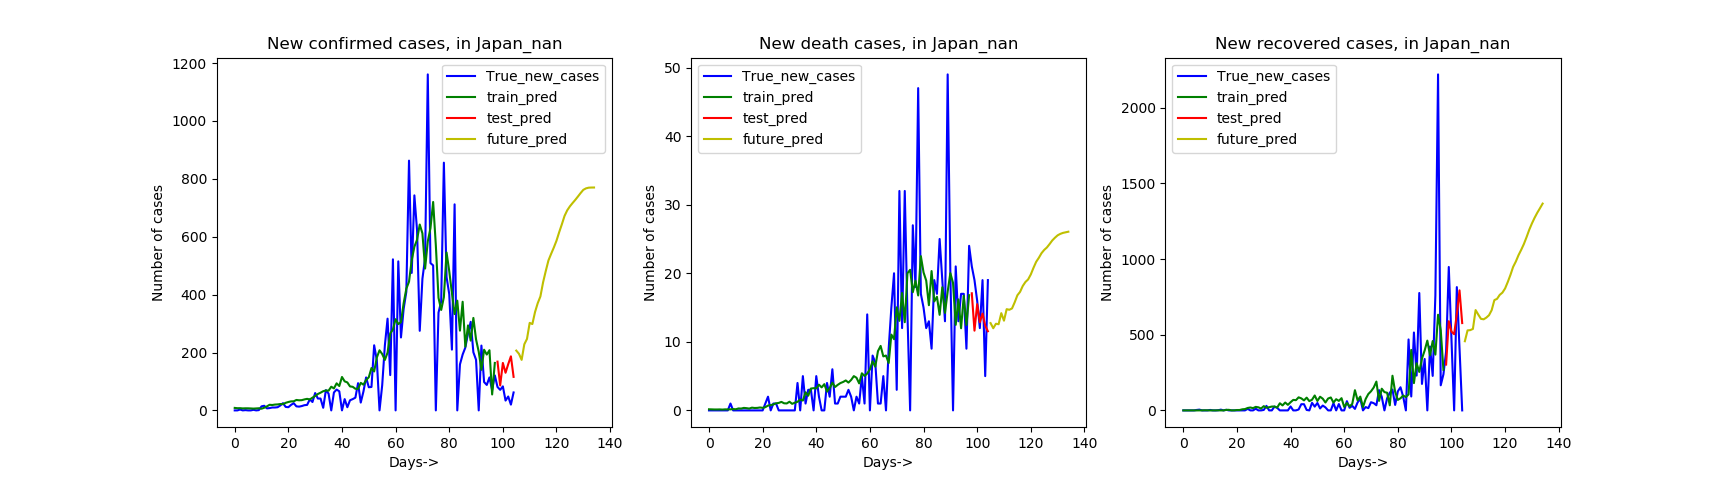 New confirmed cases, in Japan_nan
1200
1000
800
600
400
200
0
Number of cases
True_new_cases
train_pred
test_pred
future_pred
0 20 40 60 80 100 120 140
Days->
New death cases, in Japan_nan
50
40
30
20
10
0
Number of cases
True_new_cases
train_pred
test_pred
future_pred
0 20 40 60 80 100 120 140
Days->
New recovered cases, in Japan_nan
2000
1500
1000
500
0
Number of cases
True_new_cases
train_pred
test_pred
future_pred
0 20 40 60 80 100 120 140
Days->